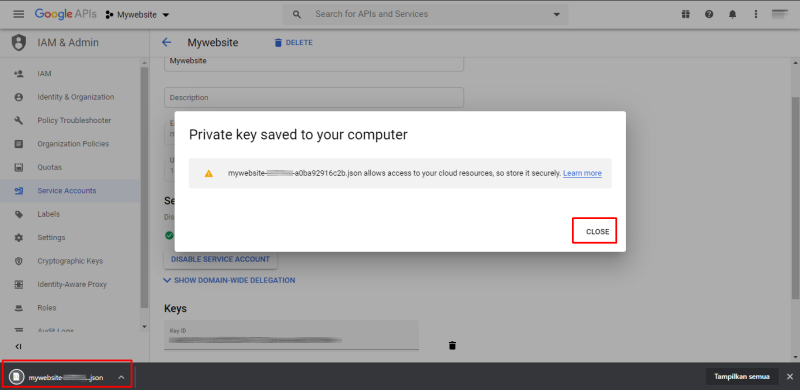 Google APIs
Mywebsite
Search for APIs and Services
IAM & Admin
Mywebsite
DELETE
IAM
Identity & Organization
Policy Troubleshooter
Organization Policies
Quotas
Service Accounts
Labels
Settings
Cryptographic Keys
Identity-Aware Proxy
Roles
Audit Logs
Mywebsite
Description
Private key saved to your computer
mywebsite- -a0ba92916c2b.json allows access to your cloud resources, so store it securely. Learn more
CLOSE
DISABLE SERVICE ACCOUNT
SHOW DOMAIN-WIDE DELEGATION
Keys
Key ID
mywebsite- .json
Tampilkan semua